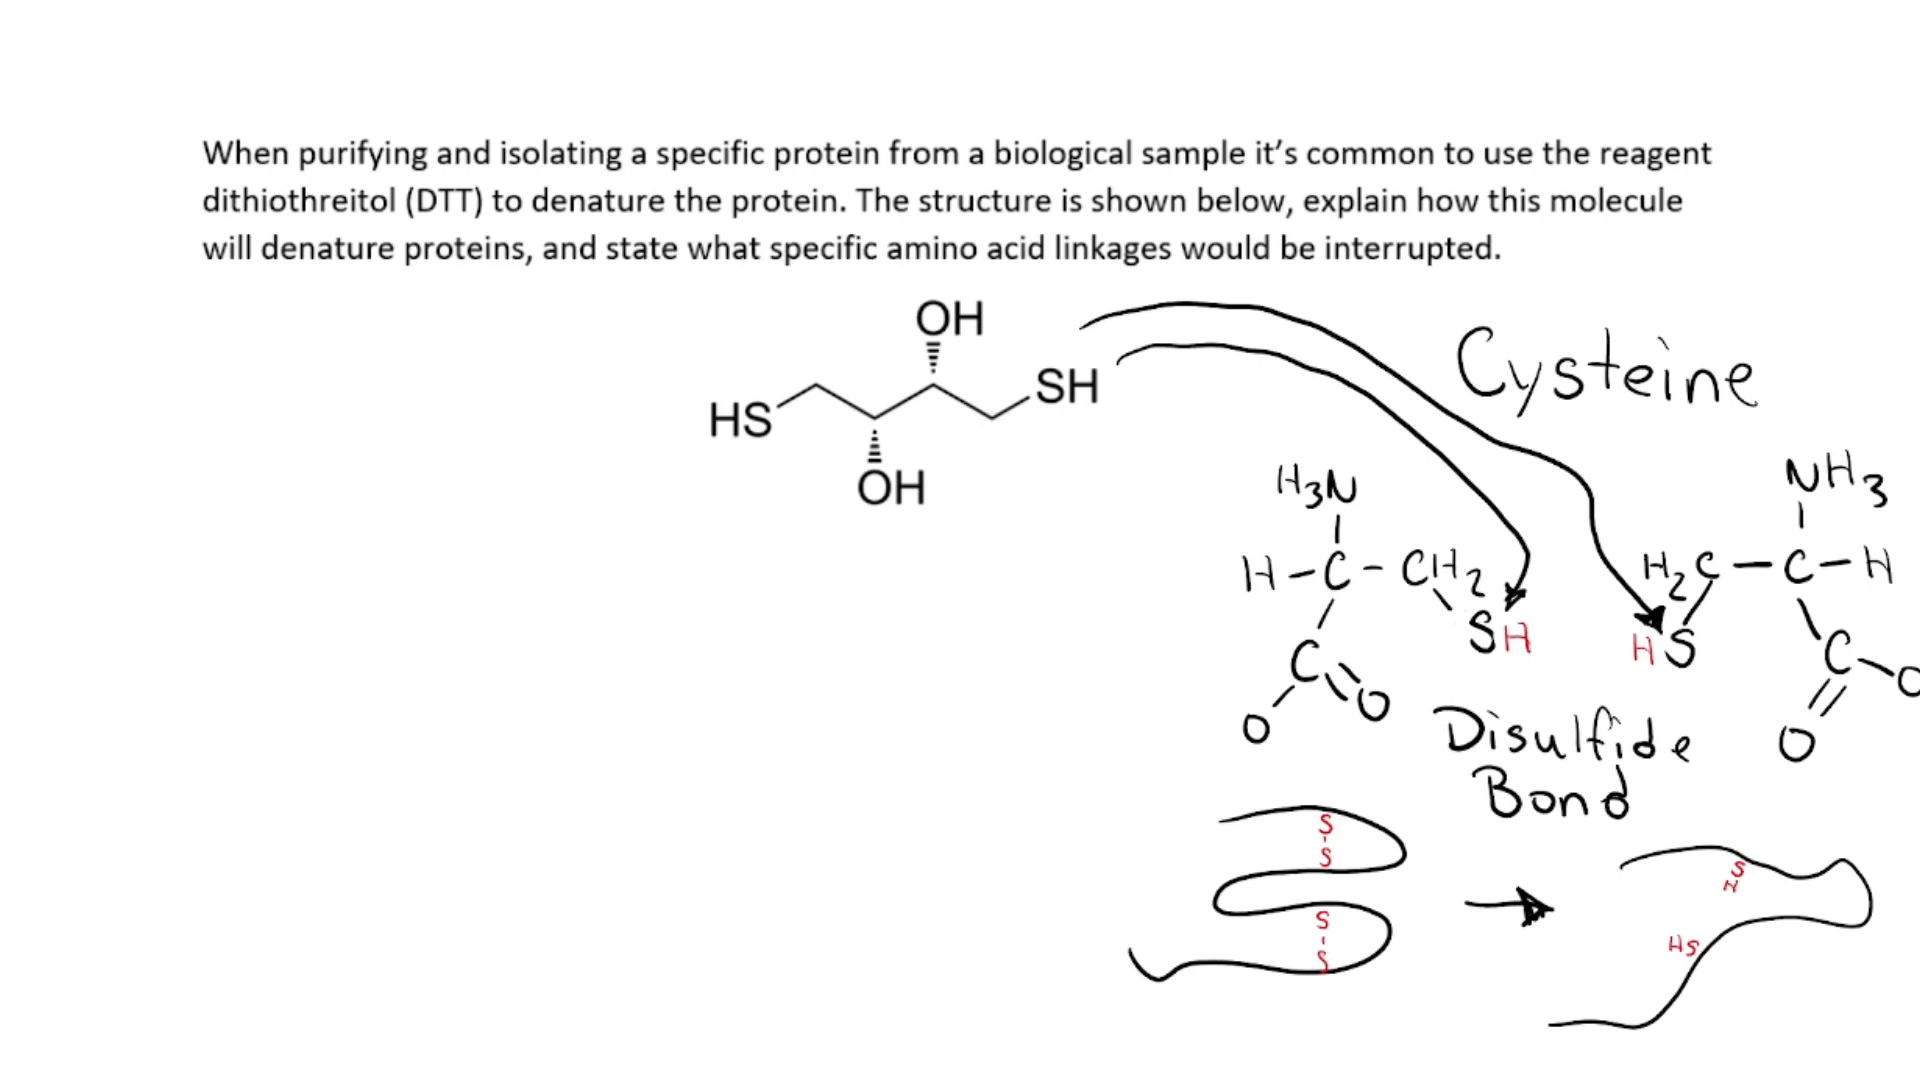 When purifying and isolating a specific protein from a biological sample it's common to use the reagent
dithiothreitol (DTT) to denature the protein. The structure is shown below, explain how this molecule
will denature proteins, and state what specific amino acid linkages would be interrupted.
OH
HS
SH
OH
Cysteine
H3N
H-C-CH2
SH
C
O O
NH3
H2C-C-H
HS
C-O
O
Disulfide
Bond
S
S
S
S
S
HS